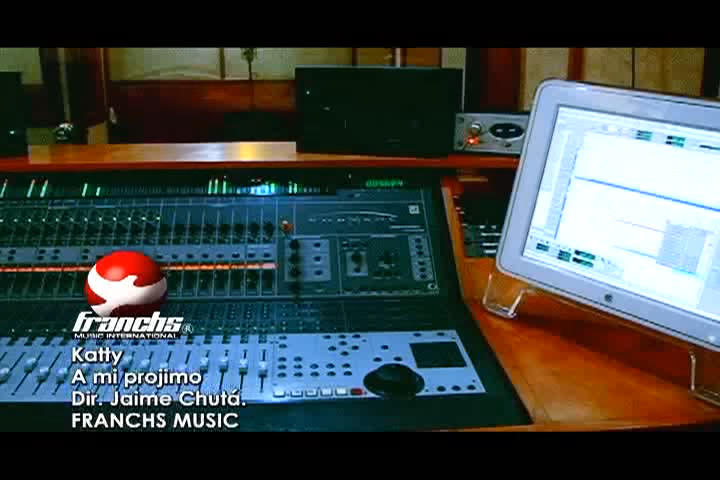 franchs®
MUSIC INTERNATIONAL
Katty
A mi projimo
Dir. Jaime Chutá.
FRANCHS MUSIC